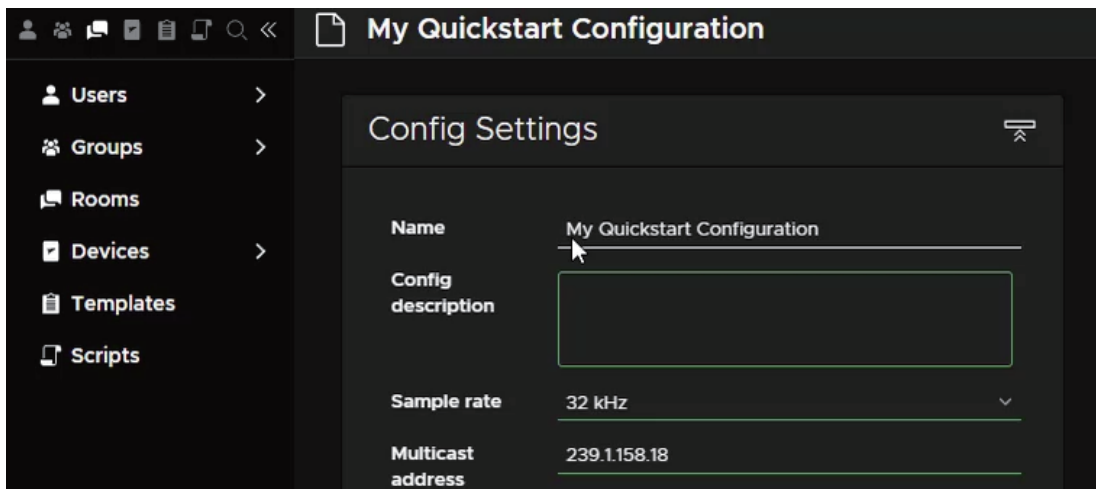 My Quickstart Configuration
Users
Groups
Rooms
Devices
Templates
Scripts
Config Settings
Name
My Quickstart Configuration
Config
description
Sample rate
32 kHz
Multicast
address
239.1.158.18